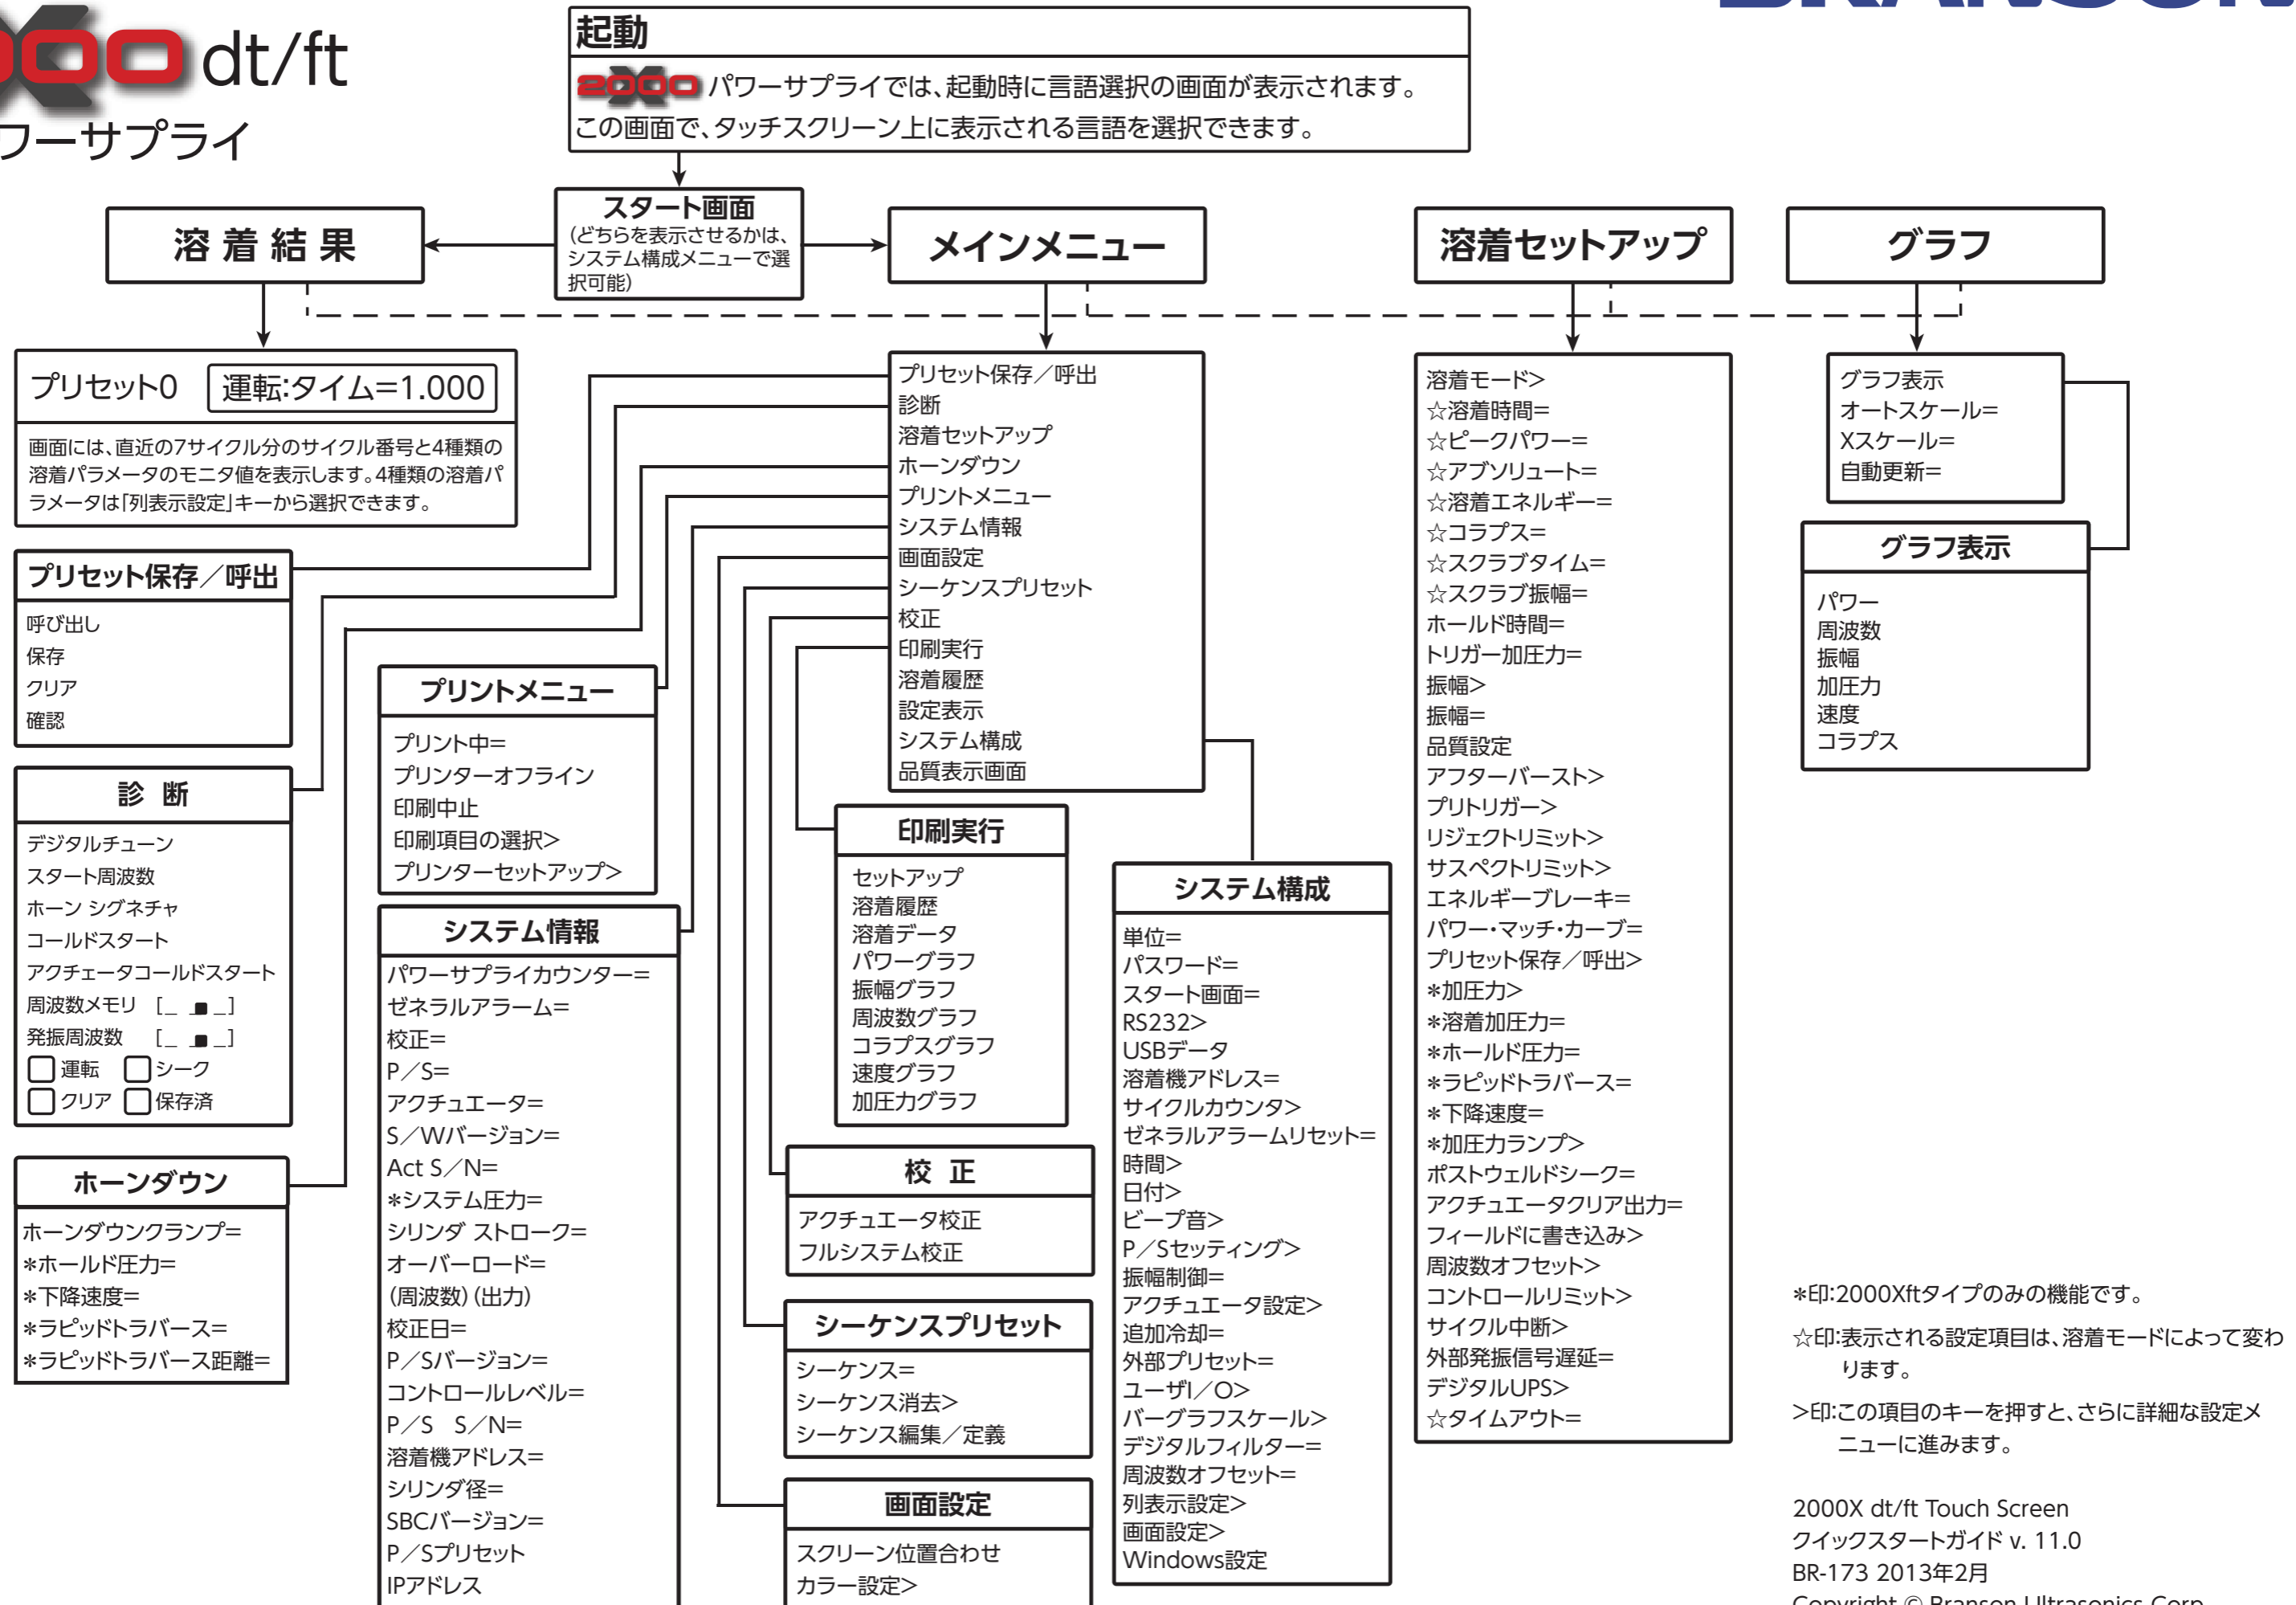 dt/ft
ワーサプライ
起動
2000X パワーサプライでは、起動時に言語選択の画面が表示されます。
この画面で、タッチスクリーン上に表示される言語を選択できます。
スタート画面
(どちらを表示させるかは、
システム構成メニューで選
択可能)
溶 着 結 果
メインメニュー
溶着セットアップ
グラフ
プリセット0 運転:タイム=1.000
画面には、直近の7サイクル分のサイクル番号と4種類の
溶着パラメータのモニタ値を表示します。4種類の溶着パ
ラメータは「列表示設定」キーから選択できます。
プリセット保存／呼出
呼び出し
保存
クリア
確認
診 断
デジタルチューン
スタート周波数
ホーン シグネチャ
コールドスタート
アクチェータコールドスタート
周波数メモリ [_ _■_]
発振周波数 [_ _■_]
運転 シーク
クリア 保存済
ホーンダウン
ホーンダウンクランプ=
*ホールド圧力=
*下降速度=
*ラピッドトラバース=
*ラピッドトラバース距離=
プリントメニュー
プリント中=
プリンターオフライン
印刷中止
印刷項目の選択>
プリンターセットアップ>
システム情報
パワーサプライカウンター=
ゼネラルアラーム=
校正=
P／S=
アクチュエータ=
S／Wバージョン=
Act S／N=
*システム圧力=
シリンダ ストローク=
オーバーロード=
(周波数) (出力)
校正日=
P／Sバージョン=
コントロールレベル=
P／S S／N=
溶着機アドレス=
シリンダ径=
SBCバージョン=
P／Sプリセット
IPアドレス
プリセット保存／呼出
診断
溶着セットアップ
ホーンダウン
プリントメニュー
システム情報
画面設定
シーケンスプリセット
校正
印刷実行
溶着履歴
設定表示
システム構成
品質表示画面
印刷実行
セットアップ
溶着履歴
溶着データ
パワーグラフ
振幅グラフ
周波数グラフ
コラプスグラフ
速度グラフ
加圧力グラフ
校 正
アクチュエータ校正
フルシステム校正
シーケンスプリセット
シーケンス=
シーケンス消去>
シーケンス編集／定義
画面設定
スクリーン位置合わせ
カラー設定>
システム構成
単位=
パスワード=
スタート画面=
RS232>
USBデータ
溶着機アドレス=
サイクルカウンタ>
ゼネラルアラームリセット=
時間>
日付>
ビープ音>
P／Sセッティング>
振幅制御=
アクチュエータ設定>
追加冷却=
外部プリセット=
ユーザI／O>
バーグラフスケール>
デジタルフィルター=
周波数オフセット=
列表示設定>
画面設定>
Windows設定
溶着モード>
☆溶着時間=
☆ピークパワー=
☆アブソリュート=
☆溶着エネルギー=
☆コラプス=
☆スクラブタイム=
☆スクラブ振幅=
ホールド時間=
トリガー加圧力=
振幅>
振幅=
品質設定
アフターバースト>
プリトリガー>
リジェクトリミット>
サスペクトリミット>
エネルギーブレーキ=
パワー・マッチ・カーブ=
プリセット保存／呼出>
*加圧力>
*溶着加圧力=
*ホールド圧力=
*ラピッドトラバース=
*下降速度=
*加圧力ランプ>
ポストウェルドシーク=
アクチュエータクリア出力=
フィールドに書き込み>
周波数オフセット>
コントロールリミット>
サイクル中断>
外部発振信号遅延=
デジタルUPS>
☆タイムアウト=
グラフ表示
オートスケール=
Xスケール=
自動更新=
グラフ表示
パワー
周波数
振幅
加圧力
速度
コラプス
*印:2000Xftタイプのみの機能です。
☆印:表示される設定項目は、溶着モードによって変わ
ります。
>印:この項目のキーを押すと、さらに詳細な設定メ
ニューに進みます。
2000X dt/ft Touch Screen
クイックスタートガイド v. 11.0
BR-173 2013年2月
Copyright © Branson Ultrasonics Corp.